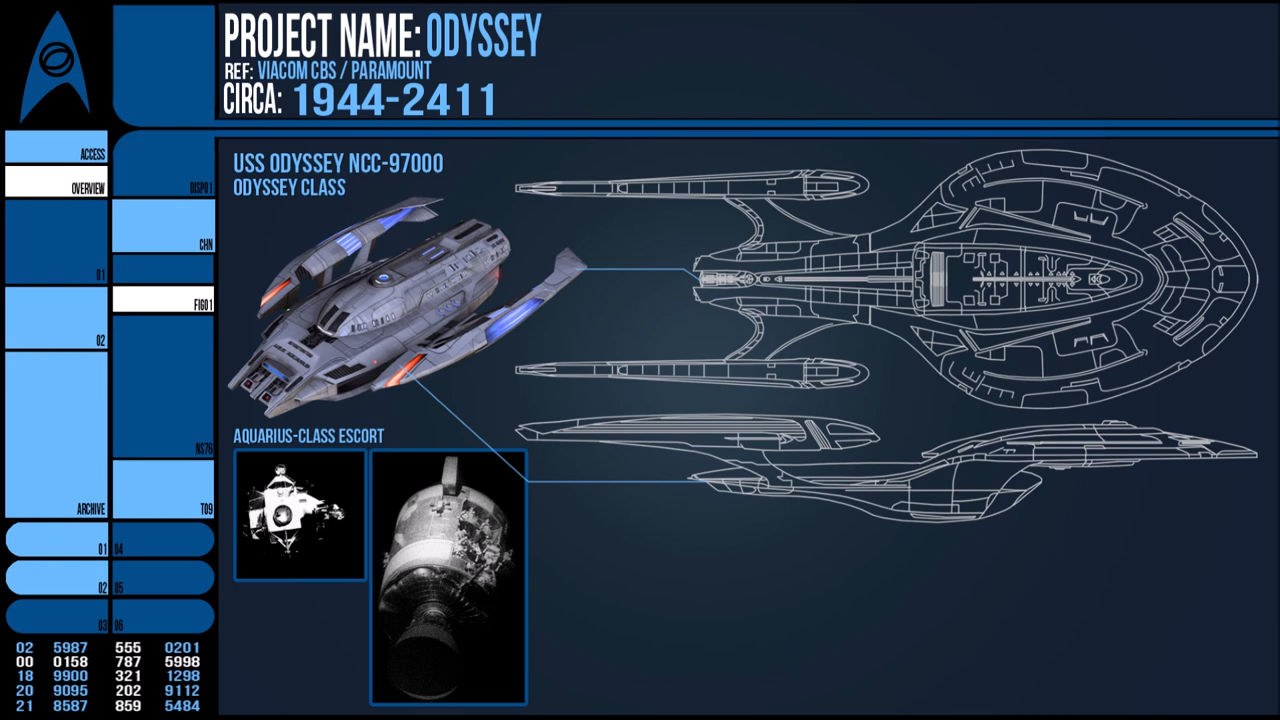 PROJECT NAME: ODYSSEY
REF: VIACOM CBS / PARAMOUNT
CIRCA: 1944-2411
ACCESS
OVERVIEW
01
02
ARCHIVE
01
02
03
DISP01
CHN
FIG01
NS76
T09
04
05
06
02 5987 555 0201
00 0158 787 5998
18 9900 321 1298
20 9095 202 9112
21 8587 859 5484
USS ODYSSEY NCC-97000
ODYSSEY CLASS
AQUARIUS-CLASS ESCORT